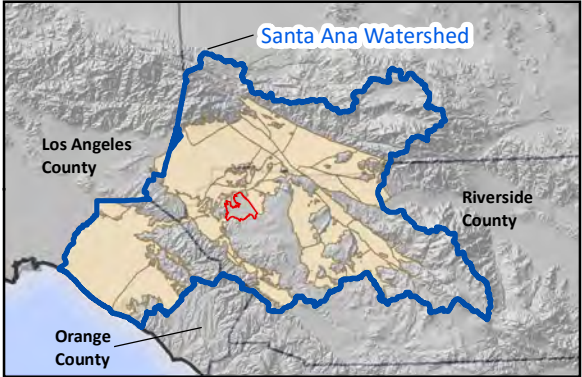 Santa Ana Watershed
Los Angeles
County
Riverside
County
Orange
County